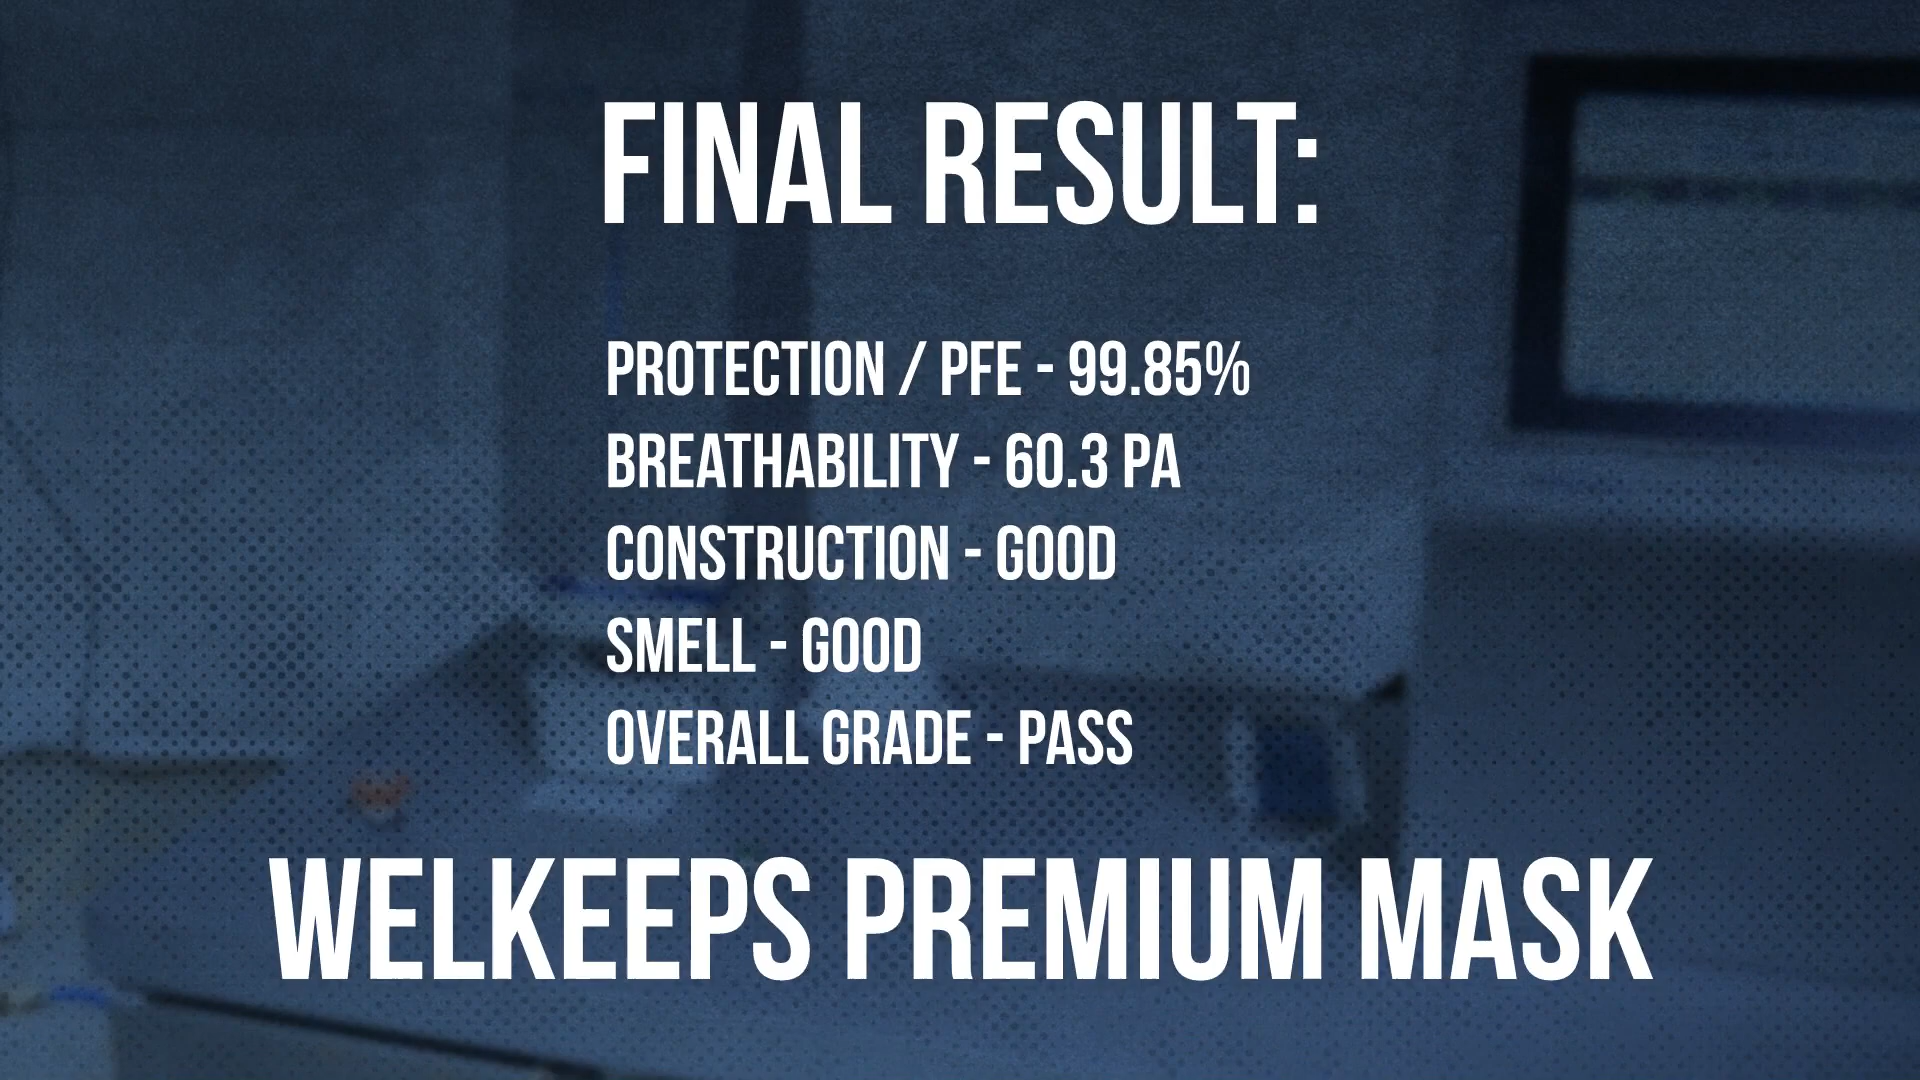 FINAL RESULT:
PROTECTION / PFE - 99.85%
BREATHABILITY - 60.3 PA
CONSTRUCTION - GOOD
SMELL - GOOD
OVERALL GRADE - PASS
WELKEEPS PREMIUM MASK